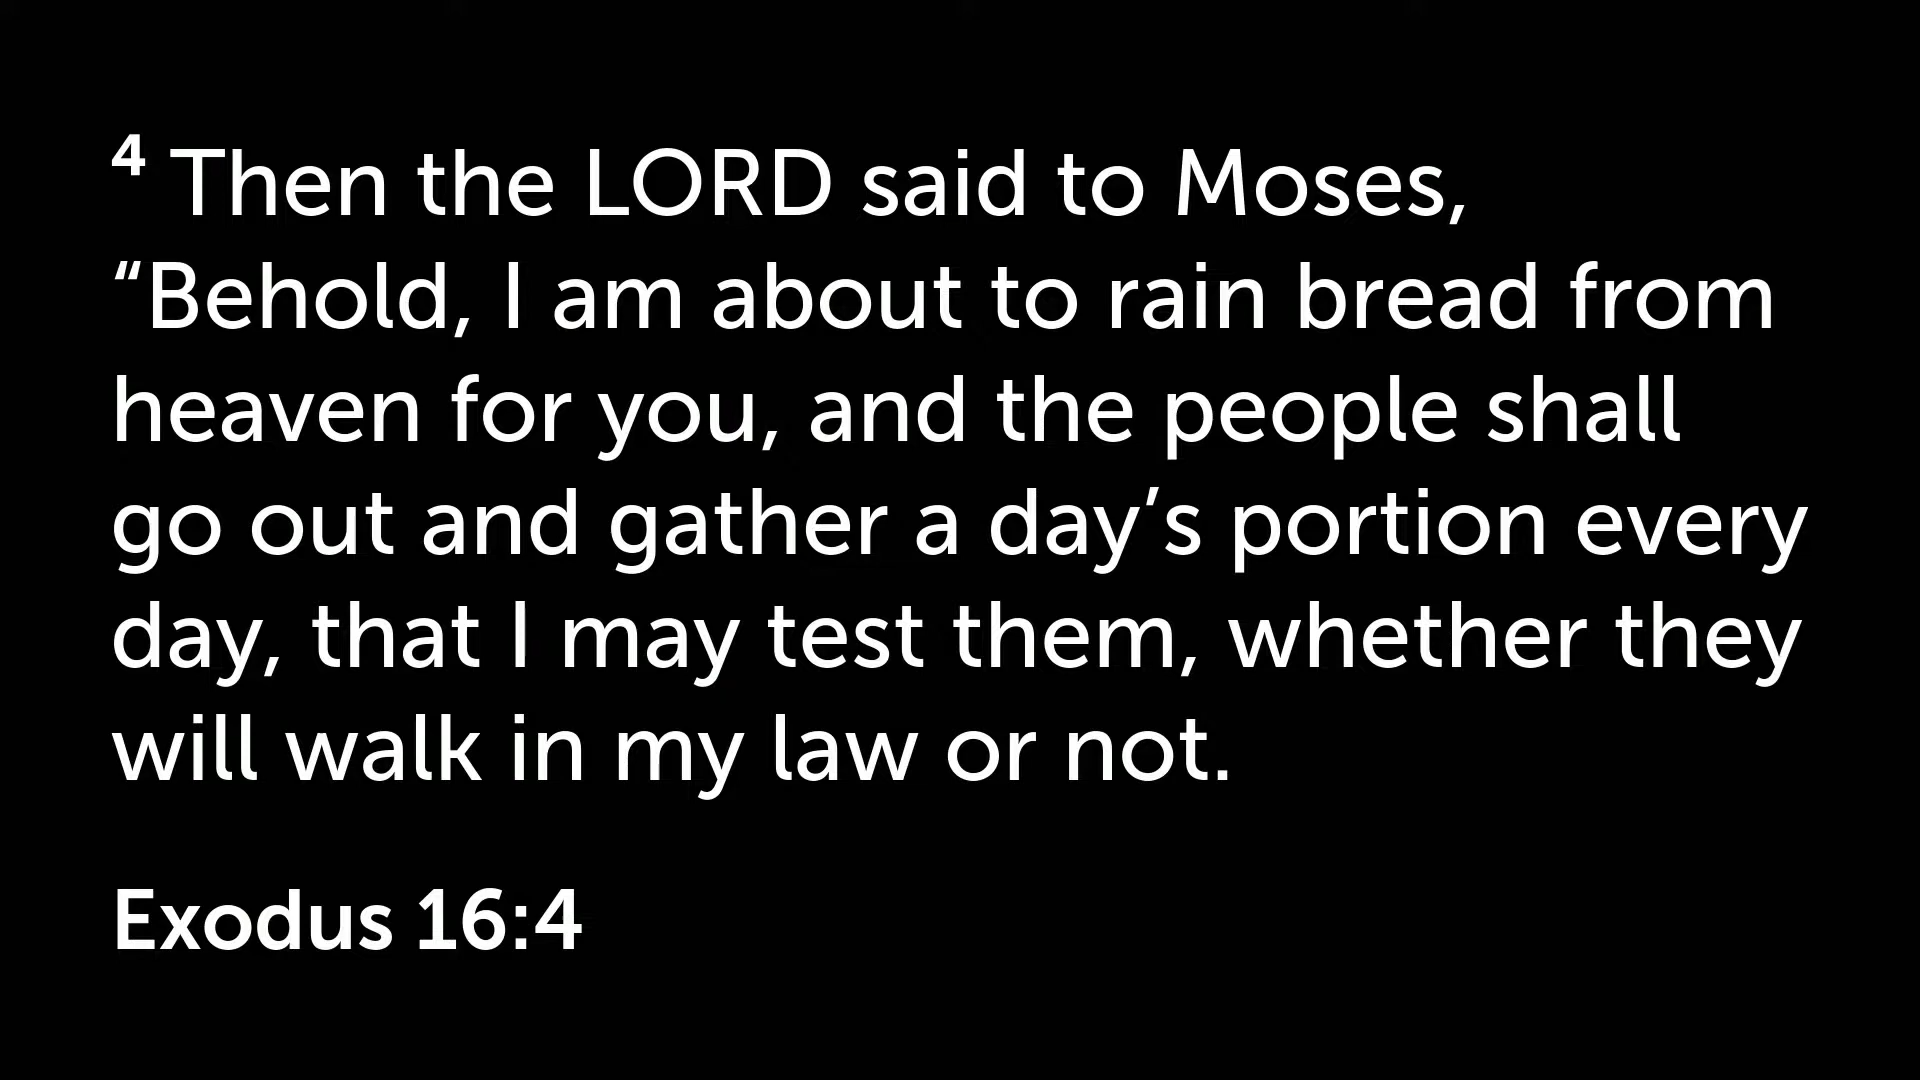 4 Then the LORD said to Moses,
“Behold, I am about to rain bread from
heaven for you, and the people shall
go out and gather a day’s portion every
day, that I may test them, whether they
will walk in my law or not.
Exodus 16:4